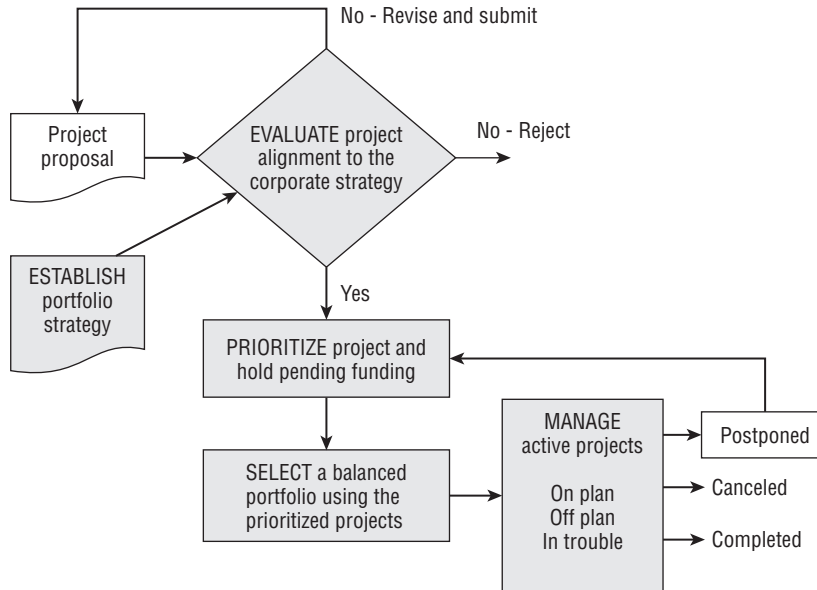 No - Revise and submit
Project
proposal
EVALUATE project
alignment to the
corporate strategy
No - Reject
ESTABLISH
portfolio
strategy
Yes
PRIORITIZE project and
hold pending funding
SELECT a balanced
portfolio using the
prioritized projects
MANAGE
active projects
On plan
Off plan
In trouble
Postponed
Canceled
Completed